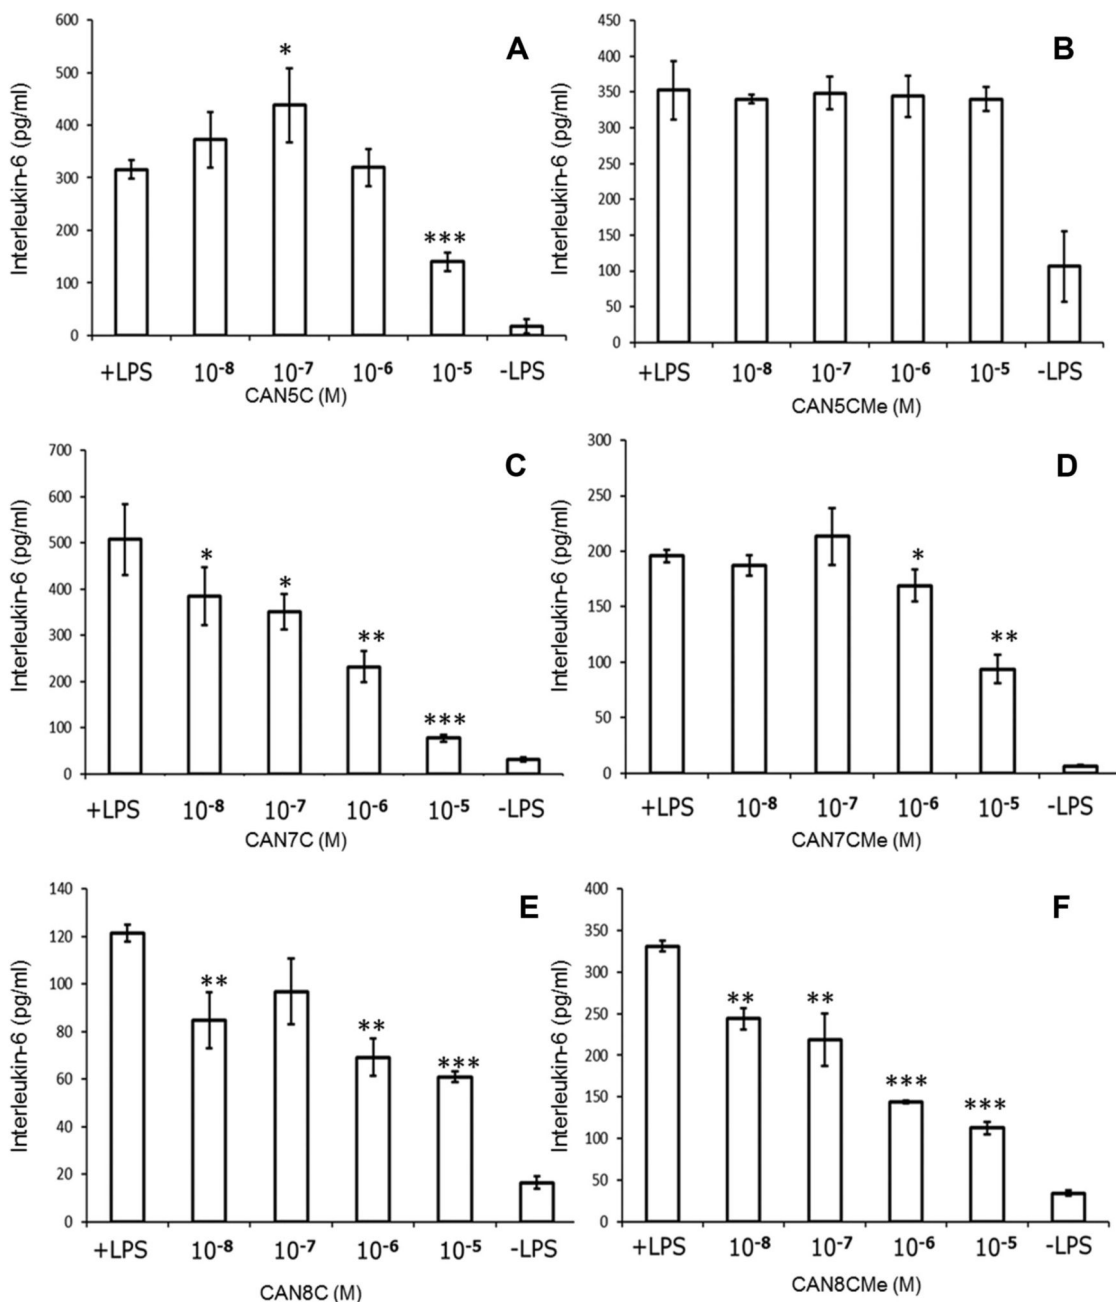 A
Interleukin-6 (pg/ml)
600
500
400
300
200
100
0
*
***
+LPS 10⁻⁸ 10⁻⁷ 10⁻⁶ 10⁻⁵ -LPS
CAN5C (M)
B
Interleukin-6 (pg/ml)
450
400
350
300
250
200
150
100
50
0
+LPS 10⁻⁸ 10⁻⁷ 10⁻⁶ 10⁻⁵ -LPS
CAN5CMe (M)
C
Interleukin-6 (pg/ml)
700
600
500
400
300
200
100
0
*
*
**
***
+LPS 10⁻⁸ 10⁻⁷ 10⁻⁶ 10⁻⁵ -LPS
CAN7C (M)
D
Interleukin-6 (pg/ml)
300
250
200
150
100
50
0
*
**
+LPS 10⁻⁸ 10⁻⁷ 10⁻⁶ 10⁻⁵ -LPS
CAN7CMe (M)
E
Interleukin-6 (pg/ml)
140
120
100
80
60
40
20
0
**
**
***
+LPS 10⁻⁸ 10⁻⁷ 10⁻⁶ 10⁻⁵ -LPS
CAN8C (M)
F
Interleukin-6 (pg/ml)
400
350
300
250
200
150
100
50
0
**
**
***
***
+LPS 10⁻⁸ 10⁻⁷ 10⁻⁶ 10⁻⁵ -LPS
CAN8CMe (M)